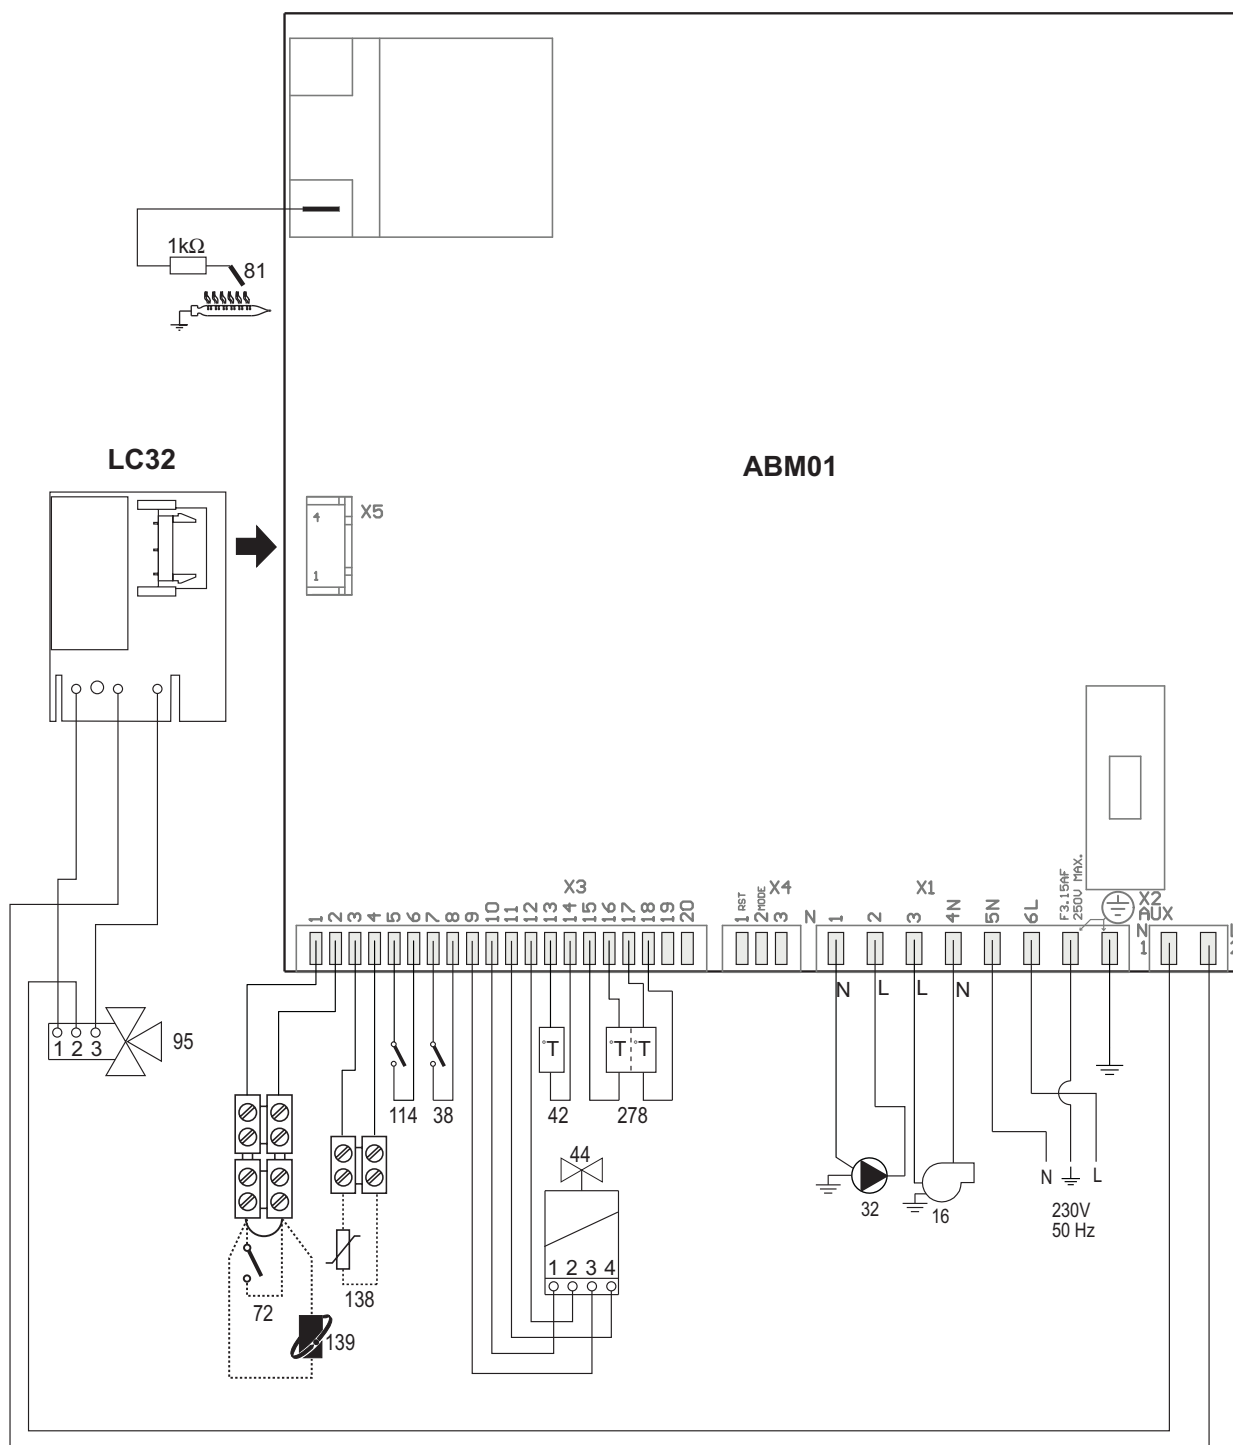 1kΩ
81
LC32
ABM01
X5
4
1
X3
1 2 3 4 5 6 7 8 9 10 11 12 13 14 15 16 17 18 19 20
X4
1 RST
2 MODE
3
N
X1
1 2 3 4N 5N 6L
F3.15AF
250V MAX.
X2
AUX
N
1
L
2
N L L N
1 2 3
95
114
38
°T
42
°T °T
278
44
1 2 3 4
72
138
139
32
16
N L
230V
50 Hz